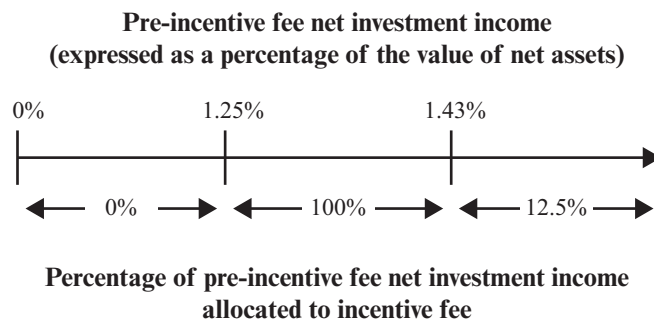 Pre-incentive fee net investment income
(expressed as a percentage of the value of net assets)
0% 1.25% 1.43%
0% 100% 12.5%
Percentage of pre-incentive fee net investment income
allocated to incentive fee